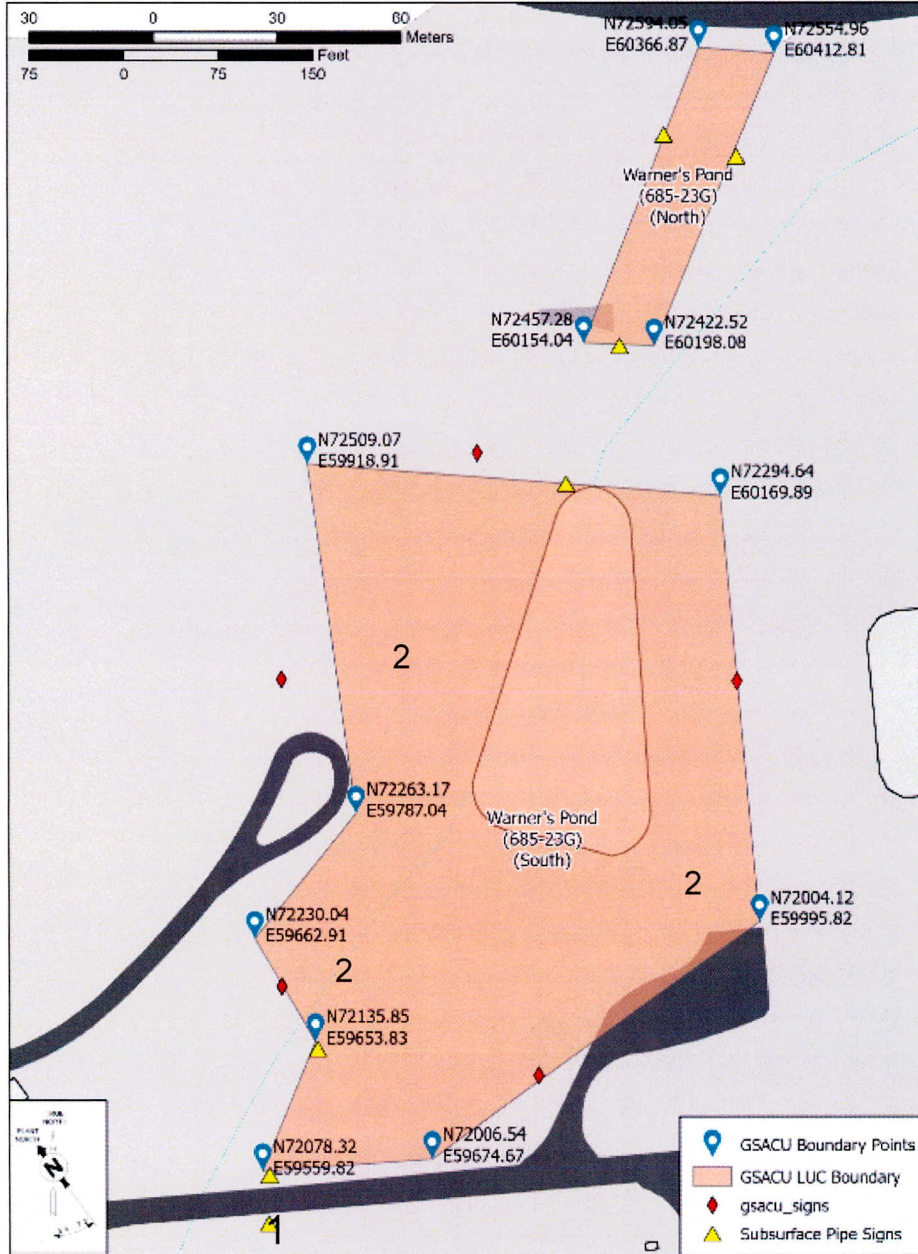 30 0 30 60
Meters
Feet
75 0 75 150
N72594.05
E60366.87
N72554.96
E60412.81
Warner's Pond
(685-23G)
(North)
N72457.28
E60154.04
N72422.52
E60198.08
N72509.07
E59918.91
N72294.64
E60169.89
2
N72263.17
E59787.04
Warner's Pond
(685-23G)
(South)
2
N72004.12
E59995.82
N72230.04
E59662.91
2
N72135.85
E59653.83
N72006.54
E59674.67
N72078.32
E59559.82
1
TRUE
NORTH
PLANT
NORTH
N
GSACU Boundary Points
GSACU LUC Boundary
gsacu_signs
Subsurface Pipe Signs